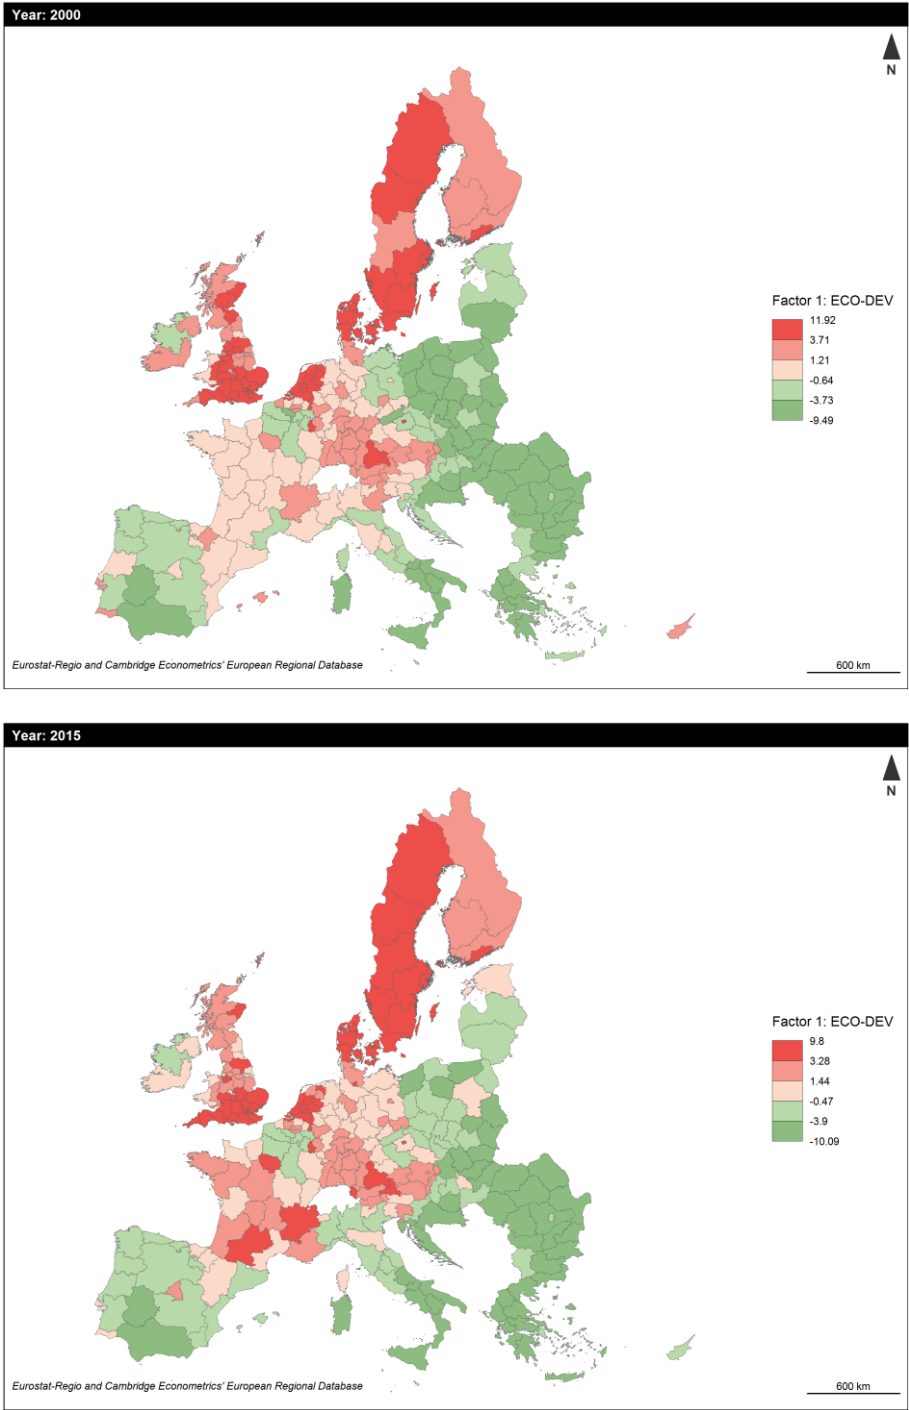 Year: 2000
N
Factor 1: ECO-DEV
11.92
3.71
1.21
-0.64
-3.73
-9.49
Eurostat-Regio and Cambridge Econometrics' European Regional Database
600 km
Year: 2015
N
Factor 1: ECO-DEV
9.8
3.28
1.44
-0.47
-3.9
-10.09
Eurostat-Regio and Cambridge Econometrics' European Regional Database
600 km